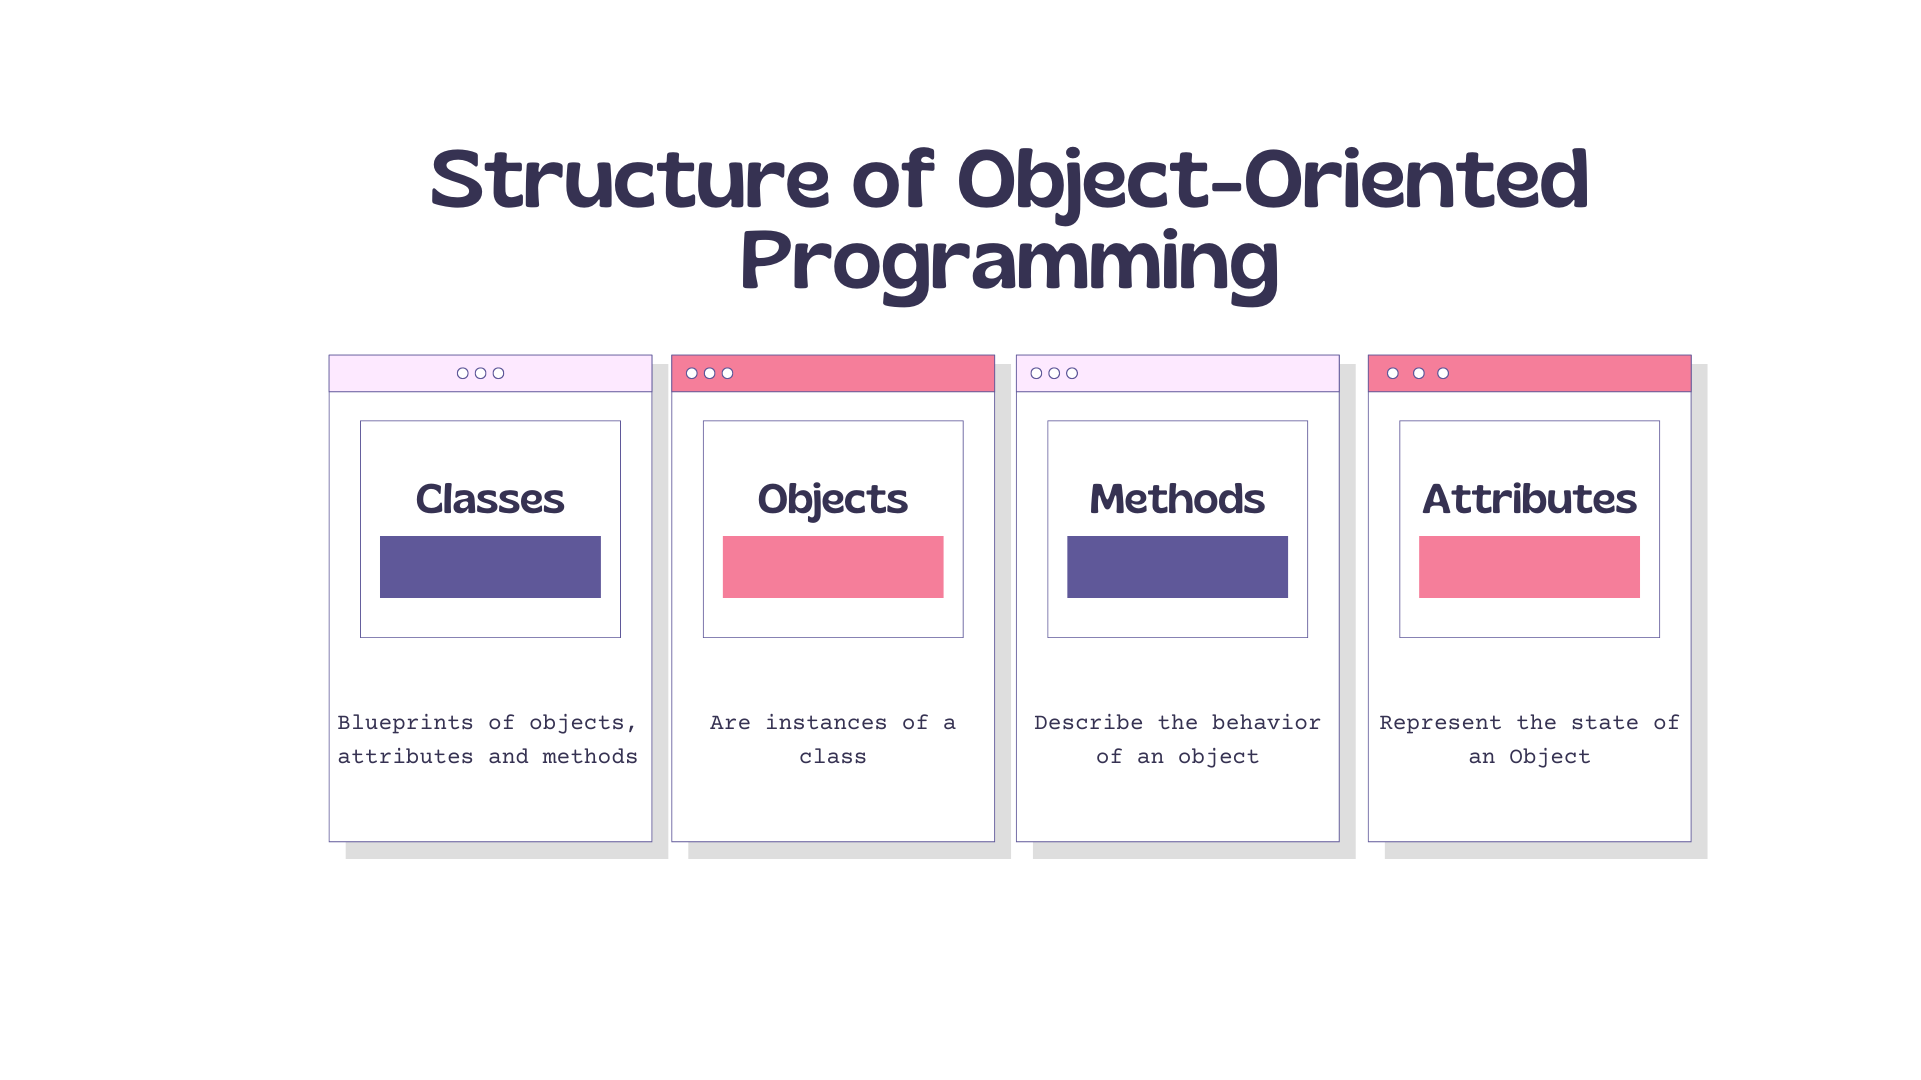 Structure of Object-Oriented
Programming
Classes
Objects
Methods
Attributes
Blueprints of objects,
attributes and methods
Are instances of a
class
Describe the behavior
of an object
Represent the state of
an Object